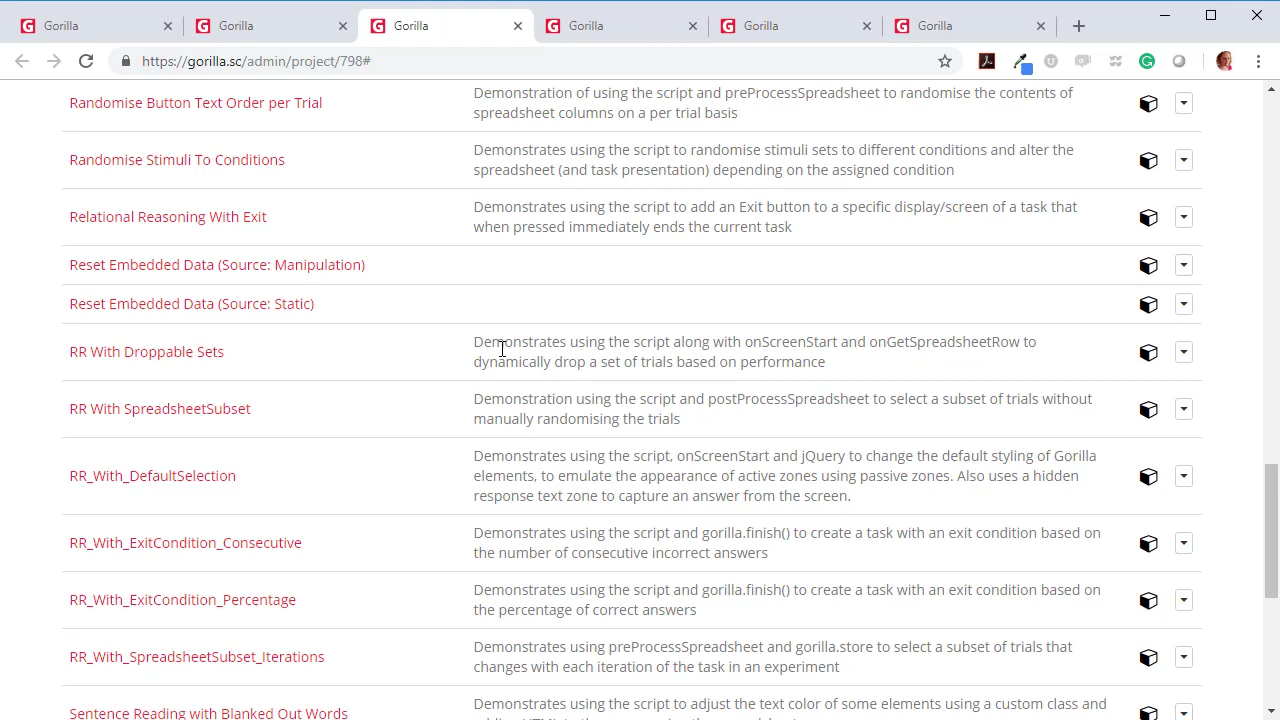 Gorilla
Gorilla
Gorilla
Gorilla
Gorilla
Gorilla
https://gorilla.sc/admin/project/798#
Randomise Button Text Order per Trial
Demonstration of using the script and preProcessSpreadsheet to randomise the contents of
spreadsheet columns on a per trial basis
Randomise Stimuli To Conditions
Demonstrates using the script to randomise stimuli sets to different conditions and alter the
spreadsheet (and task presentation) depending on the assigned condition
Relational Reasoning With Exit
Demonstrates using the script to add an Exit button to a specific display/screen of a task that
when pressed immediately ends the current task
Reset Embedded Data (Source: Manipulation)
Reset Embedded Data (Source: Static)
RR With Droppable Sets
Demonstrates using the script along with onScreenStart and onGetSpreadsheetRow to
dynamically drop a set of trials based on performance
RR With SpreadsheetSubset
Demonstration using the script and postProcessSpreadsheet to select a subset of trials without
manually randomising the trials
RR_With_DefaultSelection
Demonstrates using the script, onScreenStart and jQuery to change the default styling of Gorilla
elements, to emulate the appearance of active zones using passive zones. Also uses a hidden
response text zone to capture an answer from the screen.
RR_With_ExitCondition_Consecutive
Demonstrates using the script and gorilla.finish() to create a task with an exit condition based on
the number of consecutive incorrect answers
RR_With_ExitCondition_Percentage
Demonstrates using the script and gorilla.finish() to create a task with an exit condition based on
the percentage of correct answers
RR_With_SpreadsheetSubset_Iterations
Demonstrates using preProcessSpreadsheet and gorilla.store to select a subset of trials that
changes with each iteration of the task in an experiment
Sentence Reading with Blanked Out Words
Demonstrates using the script to adjust the text color of some elements using a custom class and